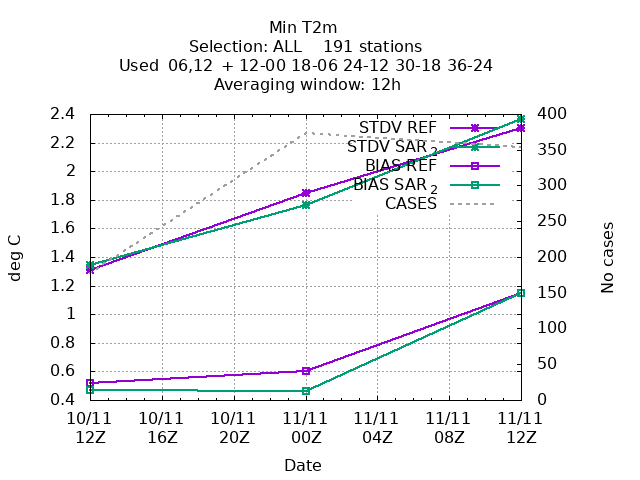 Min T2m
Selection: ALL    191 stations
Used  06,12  + 12-00 18-06 24-12 30-18 36-24
Averaging window: 12h
2.4
2.2
2
1.8
1.6
1.4
1.2
1
0.8
0.6
0.4
deg C
400
350
300
250
200
150
100
50
0
No cases
STDV REF
STDV SAR 2
BIAS REF
BIAS SAR 2
CASES
10/11 10/11 10/11 11/11 11/11 11/11 11/11
12Z 16Z 20Z 00Z 04Z 08Z 12Z
Date